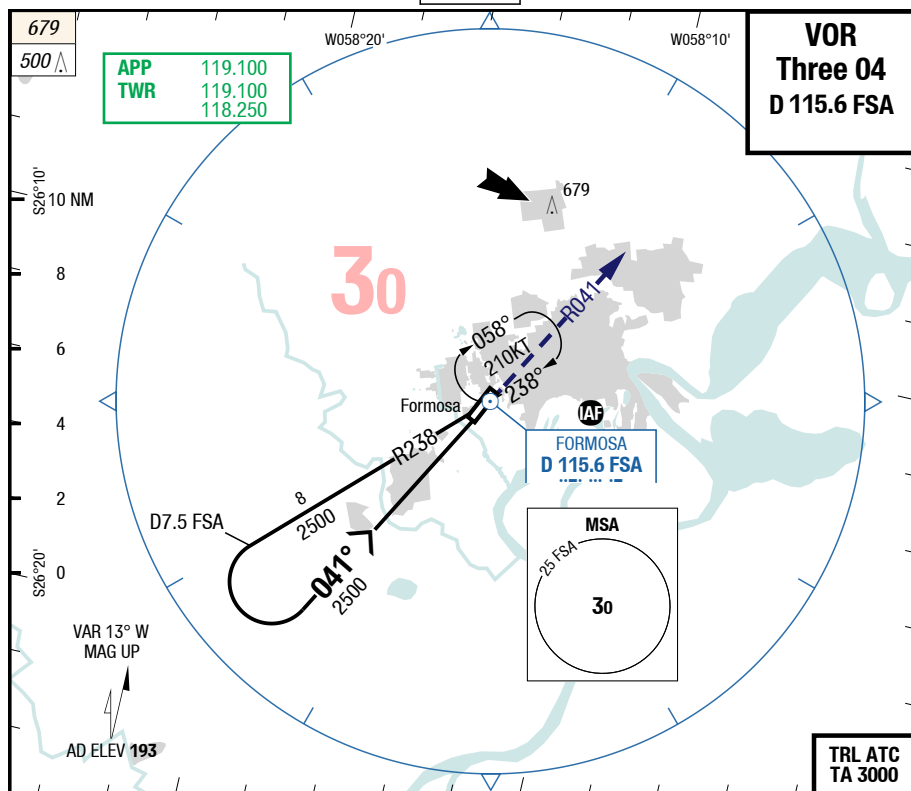 679
500
W058°20'
W058°10'
VOR
Three 04
D 115.6 FSA
APP 119.100
TWR 119.100
118.250
S26°10'
10 NM
679
30
8
R041
058°
210KT
238°
6
Formosa
IAF
4
R238
FORMOSA
D 115.6 FSA
2
8
2500
D7.5 FSA
MSA
25 FSA
30
041°
2500
S26°20'
0
VAR 13° W
MAG UP
AD ELEV 193
TRL ATC
TA 3000